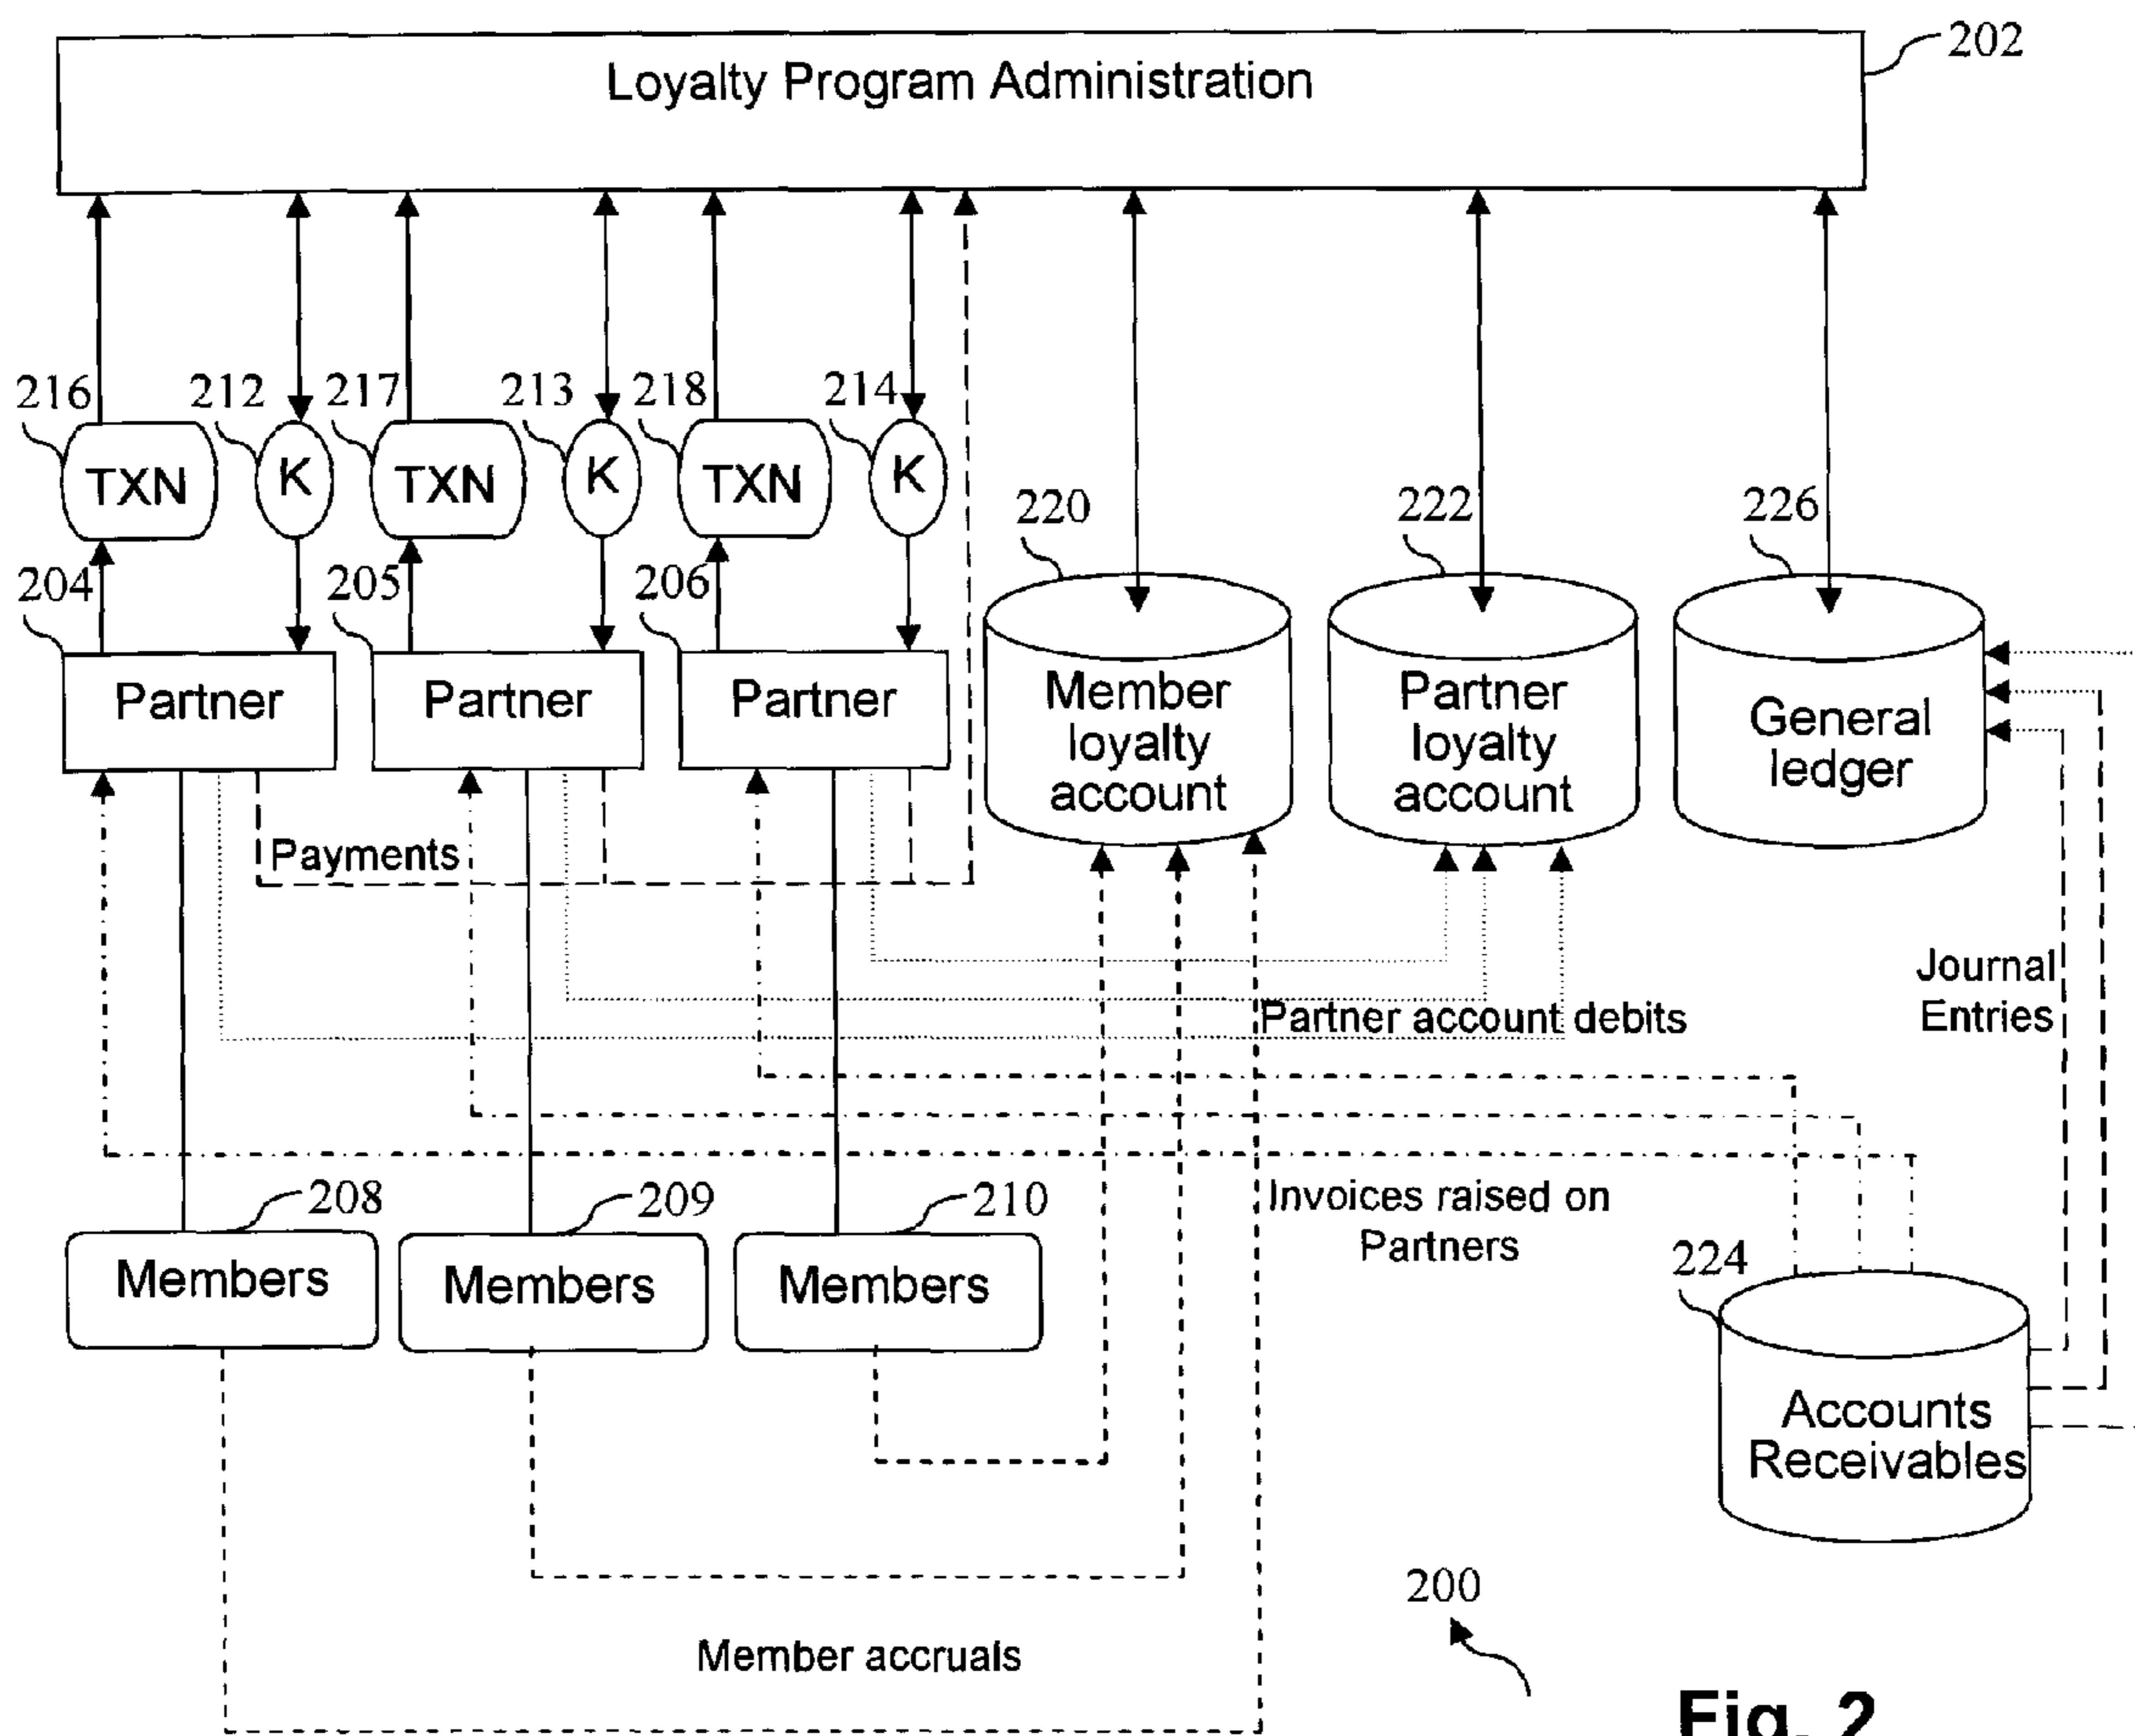 202
Loyalty Program Administration
216
212
217
213
218
214
TXN
K
TXN
K
TXN
K
220
222
226
204
205
206
Partner
Partner
Partner
Member
loyalty
account
Partner
loyalty
account
General
ledger
Payments
Journal
Entries
Partner account debits
208
209
210
Invoices raised on
Partners
224
Members
Members
Members
Accounts
Receivables
200
Member accruals
Fig. 2